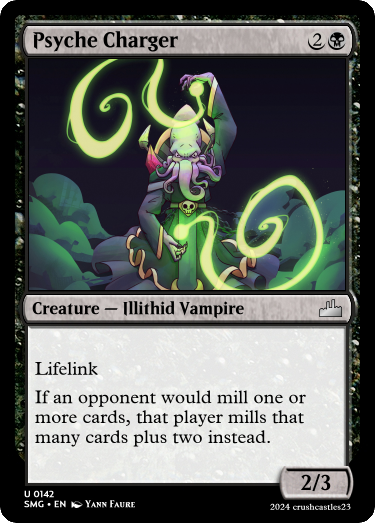 Psyche Charger 2
Creature — Illithid Vampire
Lifelink
If an opponent would mill one or
more cards, that player mills that
many cards plus two instead.
2/3
U 0142
SMG • EN Yann Faure
2024 crushcastles23